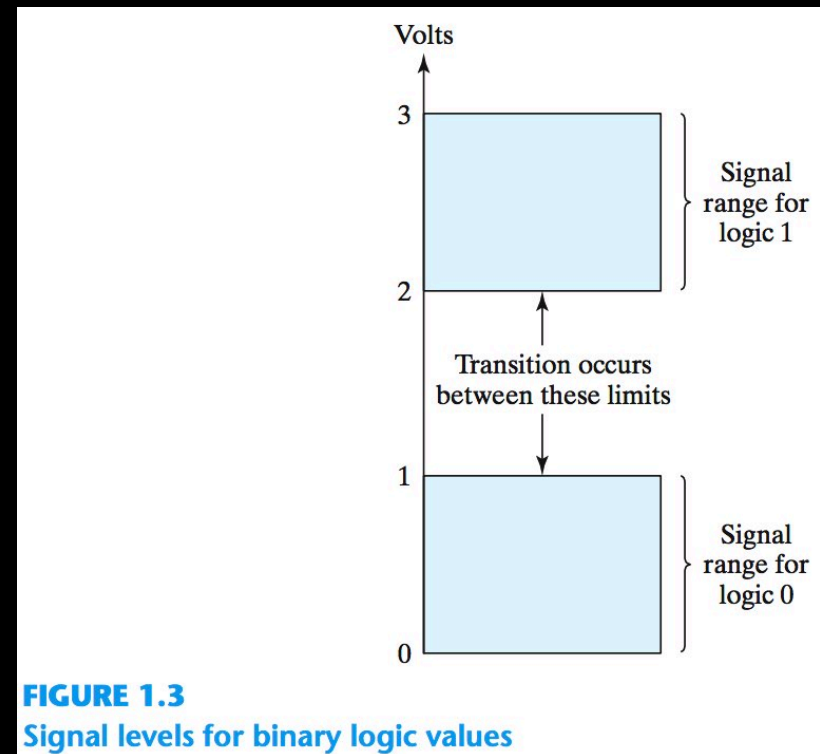 Volts
3
Signal
range for
logic 1
2
Transition occurs
between these limits
1
Signal
range for
logic 0
0
FIGURE 1.3
Signal levels for binary logic values